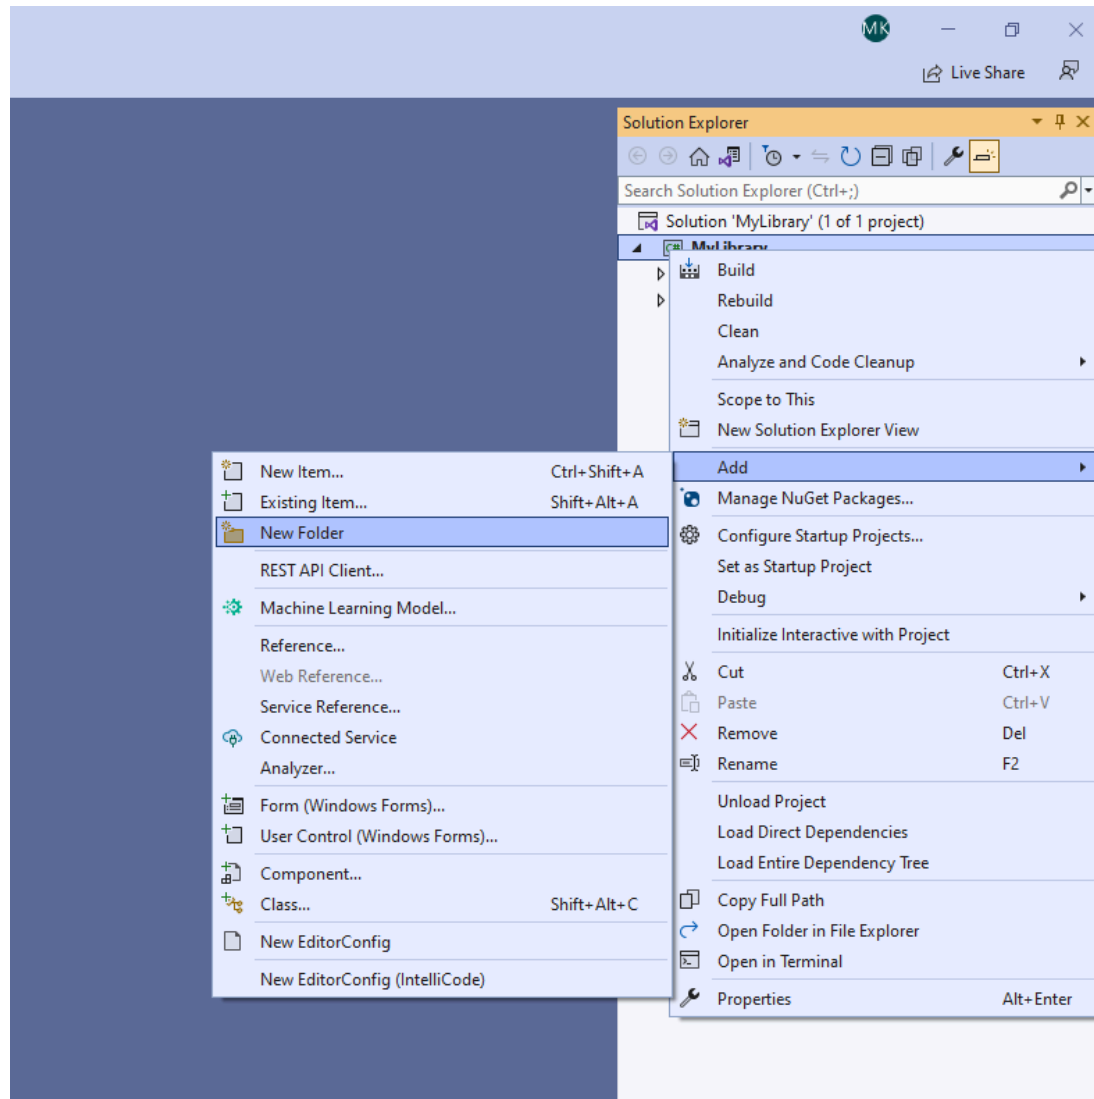 MK
Live Share
Solution Explorer
Search Solution Explorer (Ctrl+;)
Solution 'MyLibrary' (1 of 1 project)
MyLibrary
Build
Rebuild
Clean
Analyze and Code Cleanup
Scope to This
New Solution Explorer View
Add
Manage NuGet Packages...
Configure Startup Projects...
Set as Startup Project
Debug
Initialize Interactive with Project
Cut Ctrl+X
Paste Ctrl+V
Remove Del
Rename F2
Unload Project
Load Direct Dependencies
Load Entire Dependency Tree
Copy Full Path
Open Folder in File Explorer
Open in Terminal
Properties Alt+Enter
New Item... Ctrl+Shift+A
Existing Item... Shift+Alt+A
New Folder
REST API Client...
Machine Learning Model...
Reference...
Web Reference...
Service Reference...
Connected Service
Analyzer...
Form (Windows Forms)...
User Control (Windows Forms)...
Component...
Class... Shift+Alt+C
New EditorConfig
New EditorConfig (IntelliCode)